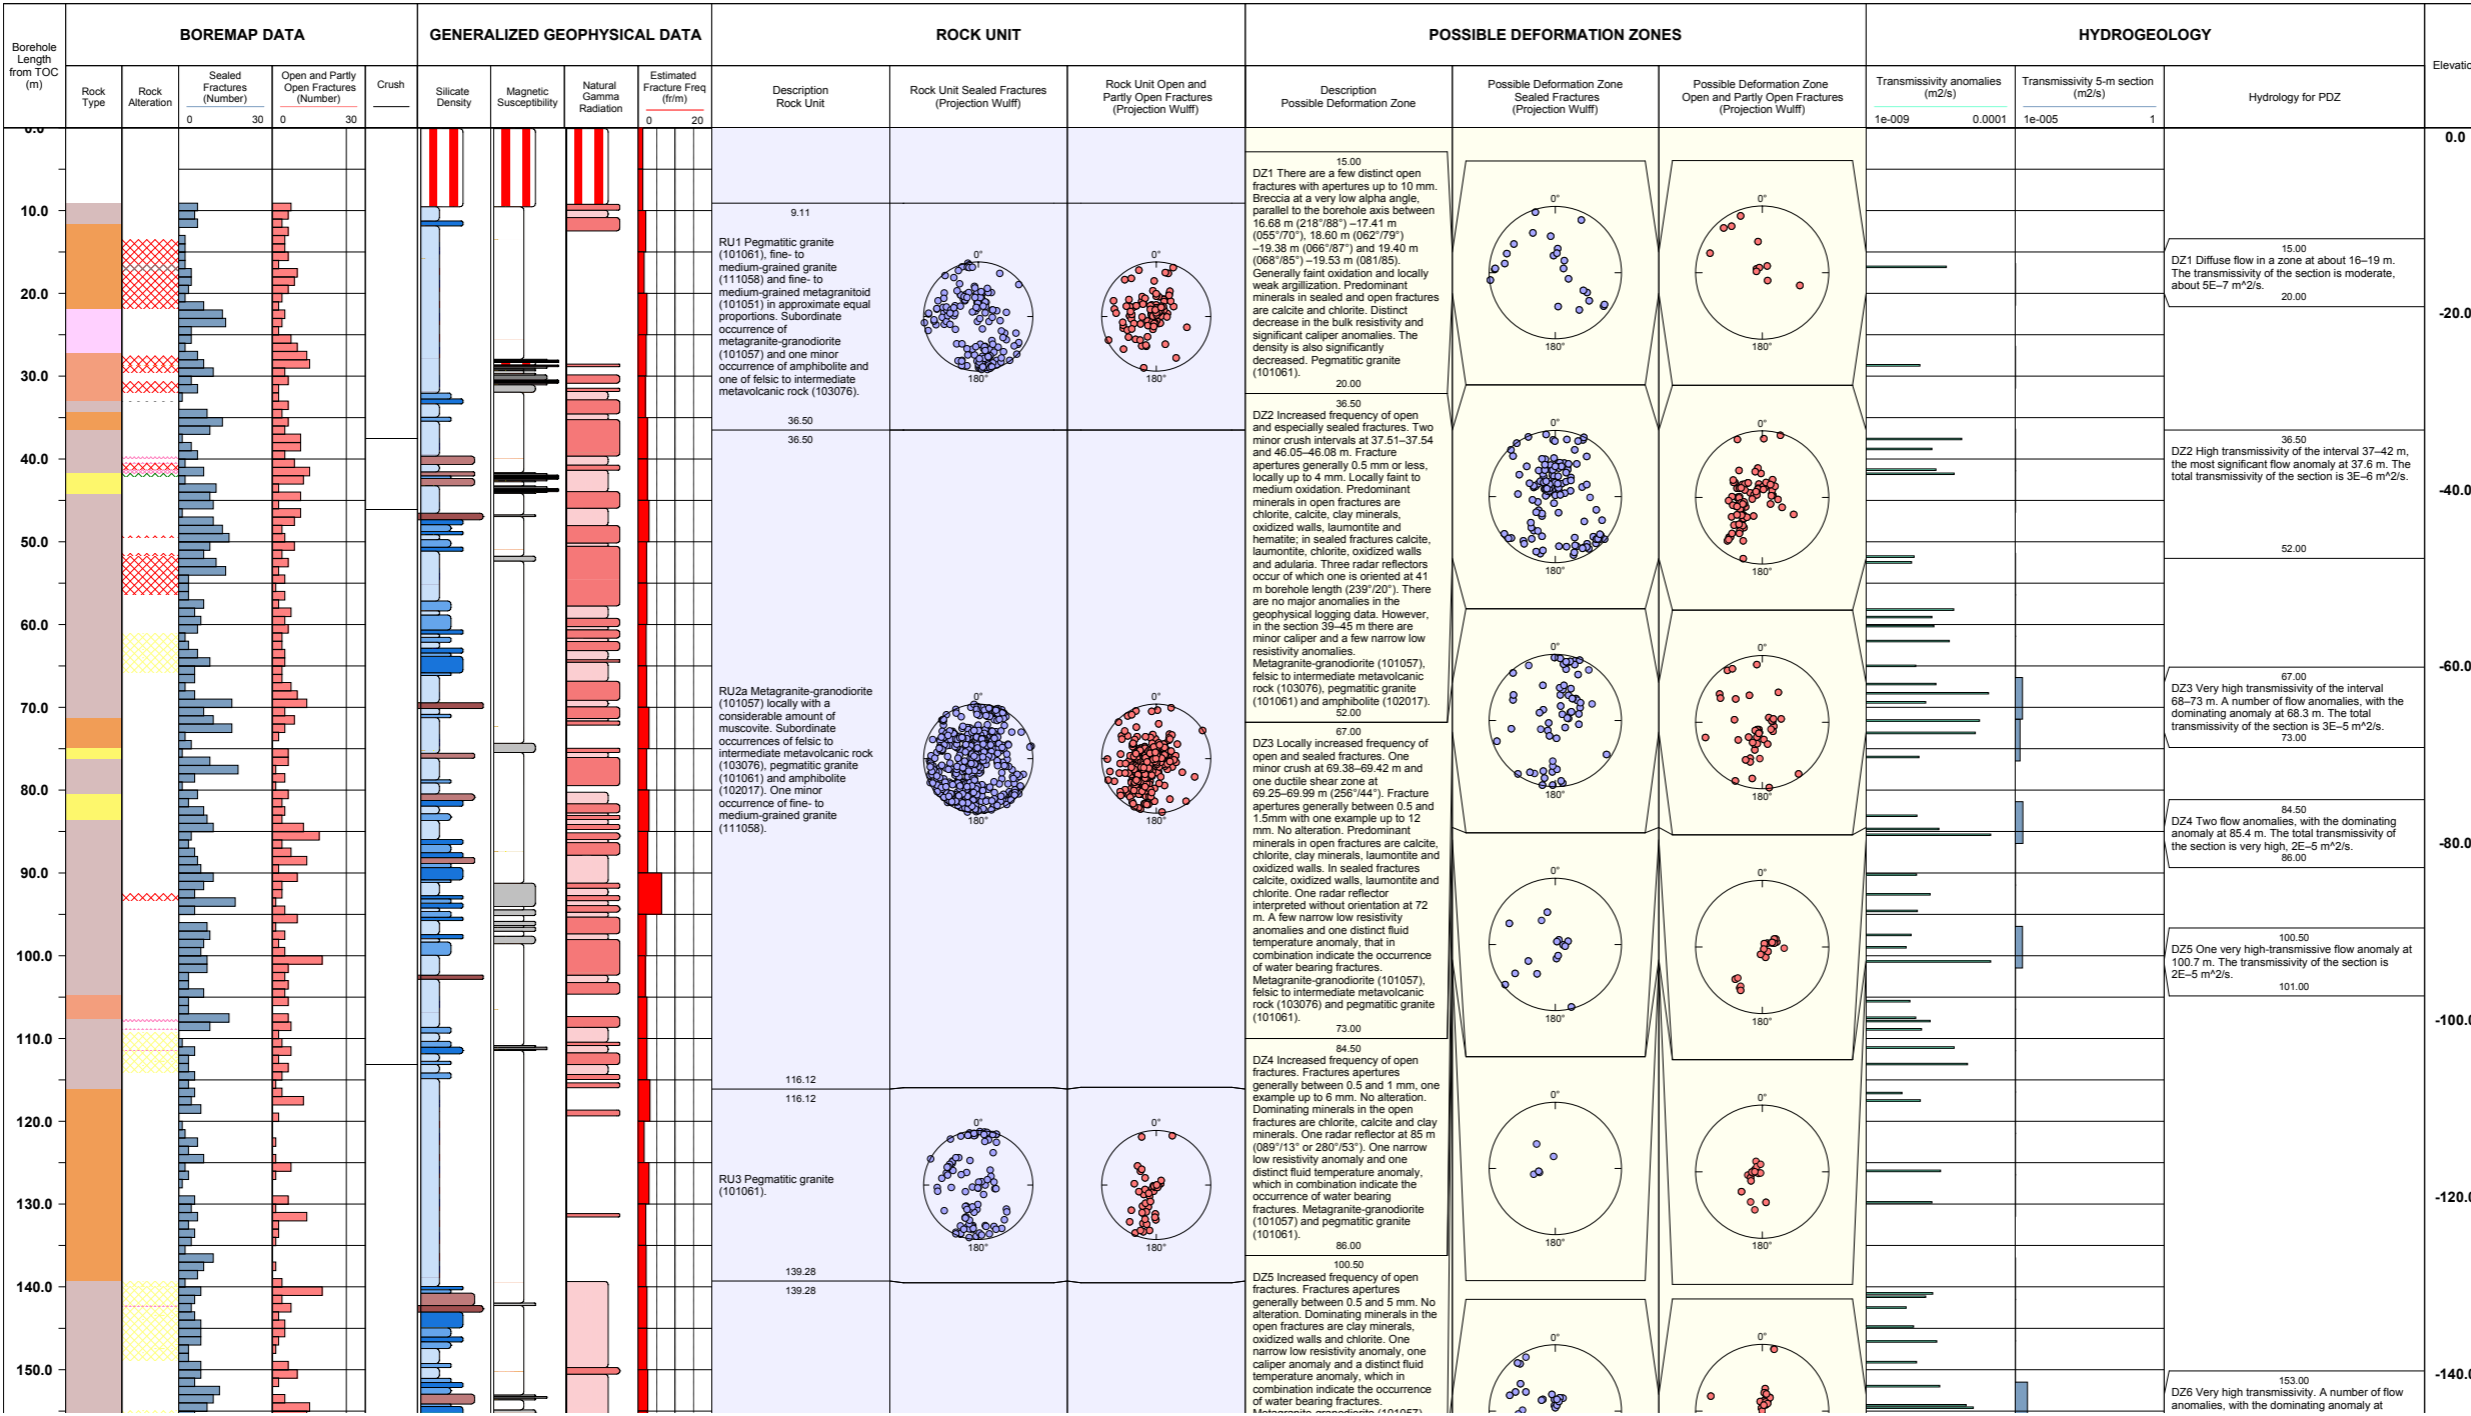 BOREMAP DATA
GENERALIZED GEOPHYSICAL DATA
ROCK UNIT
POSSIBLE DEFORMATION ZONES
HYDROGEOLOGY
Borehole
Length
from TOC
(m)
Rock
Type
Rock
Alteration
Sealed
Fractures
(Number)
0 30
Open and Partly
Open Fractures
(Number)
0 30
Crush
Silicate
Density
Magnetic
Susceptibility
Natural
Gamma
Radiation
Estimated
Fracture Freq
(fr/m)
0 20
Description
Rock Unit
Rock Unit Sealed Fractures
(Projection Wulff)
Rock Unit Open and
Partly Open Fractures
(Projection Wulff)
Description
Possible Deformation Zone
Possible Deformation Zone
Sealed Fractures
(Projection Wulff)
Possible Deformation Zone
Open and Partly Open Fractures
(Projection Wulff)
Transmissivity anomalies
(m2/s)
1e-009 0.0001
Transmissivity 5-m section
(m2/s)
1e-005 1
Hydrology for PDZ
Elevatio
0.0
10.0
20.0
30.0
40.0
50.0
60.0
70.0
80.0
90.0
100.0
110.0
120.0
130.0
140.0
150.0
9.11
RU1 Pegmatitic granite
(101061), fine- to
medium-grained granite
(111058) and fine- to
medium-grained metagranitoid
(101051) in approximate equal
proportions. Subordinate
occurrence of
metagranite-granodiorite
(101057) and one minor
occurrence of amphibolite and
one of felsic to intermediate
metavolcanic rock (103076).
36.50
36.50
RU2a Metagranite-granodiorite
(101057) locally with a
considerable amount of
muscovite. Subordinate
occurrences of felsic to
intermediate metavolcanic rock
(103076), pegmatitic granite
(101061) and amphibolite
(102017). One minor
occurrence of fine- to
medium-grained granite
(111058).
116.12
116.12
RU3 Pegmatitic granite
(101061).
139.28
139.28
0°
180°
0°
180°
0°
180°
0°
180°
0°
180°
0°
180°
15.00
DZ1 There are a few distinct open
fractures with apertures up to 10 mm.
Breccia at a very low alpha angle,
parallel to the borehole axis between
16.68 m (218°/88°) –17.41 m
(055°/70°), 18.60 m (062°/79°)
–19.38 m (066°/87°) and 19.40 m
(068°/85°) –19.53 m (081/85).
Generally faint oxidation and locally
weak argillization. Predominant
minerals in sealed and open fractures
are calcite and chlorite. Distinct
decrease in the bulk resistivity and
significant caliper anomalies. The
density is also significantly
decreased. Pegmatitic granite
(101061).
20.00
36.50
DZ2 Increased frequency of open
and especially sealed fractures. Two
minor crush intervals at 37.51–37.54
and 46.05–46.08 m. Fracture
apertures generally 0.5 mm or less,
locally up to 4 mm. Locally faint to
medium oxidation. Predominant
minerals in open fractures are
chlorite, calcite, clay minerals,
oxidized walls, laumontite and
hematite; in sealed fractures calcite,
laumontite, chlorite, oxidized walls
and adularia. Three radar reflectors
occur of which one is oriented at 41
m borehole length (239°/20°). There
are no major anomalies in the
geophysical logging data. However,
in the section 39–45 m there are
minor caliper and a few narrow low
resistivity anomalies.
Metagranite-granodiorite (101057),
felsic to intermediate metavolcanic
rock (103076), pegmatitic granite
(101061) and amphibolite (102017).
52.00
67.00
DZ3 Locally increased frequency of
open and sealed fractures. One
minor crush at 69.38–69.42 m and
one ductile shear zone at
69.25–69.99 m (256°/44°). Fracture
apertures generally between 0.5 and
1.5mm with one example up to 12
mm. No alteration. Predominant
minerals in open fractures are calcite,
chlorite, clay minerals, laumontite and
oxidized walls. In sealed fractures
calcite, oxidized walls, laumontite and
chlorite. One radar reflector
interpreted without orientation at 72
m. A few narrow low resistivity
anomalies and one distinct fluid
temperature anomaly, that in
combination indicate the occurrence
of water bearing fractures.
Metagranite-granodiorite (101057),
felsic to intermediate metavolcanic
rock (103076) and pegmatitic granite
(101061).
73.00
84.50
DZ4 Increased frequency of open
fractures. Fractures apertures
generally between 0.5 and 1 mm, one
example up to 6 mm. No alteration.
Dominating minerals in the open
fractures are chlorite, calcite and clay
minerals. One radar reflector at 85 m
(089°/13° or 280°/53°). One narrow
low resistivity anomaly and one
distinct fluid temperature anomaly,
which in combination indicate the
occurrence of water bearing
fractures. Metagranite-granodiorite
(101057) and pegmatitic granite
(101061).
86.00
100.50
DZ5 Increased frequency of open
fractures. Fractures apertures
generally between 0.5 and 5 mm. No
alteration. Dominating minerals in the
open fractures are clay minerals,
oxidized walls and chlorite. One
narrow low resistivity anomaly, one
caliper anomaly and a distinct fluid
temperature anomaly, which in
combination indicate the occurrence
of water bearing fractures.
Metagranite-granodiorite (101057)
0°
180°
0°
180°
0°
180°
0°
180°
0°
180°
0°
180°
0°
180°
0°
180°
0°
180°
0°
180°
0°
0°
15.00
DZ1 Diffuse flow in a zone at about 16–19 m.
The transmissivity of the section is moderate,
about 5E–7 m^2/s.
20.00
36.50
DZ2 High transmissivity of the interval 37–42 m,
the most significant flow anomaly at 37.6 m. The
total transmissivity of the section is 3E–6 m^2/s.
52.00
67.00
DZ3 Very high transmissivity of the interval
68–73 m. A number of flow anomalies, with the
dominating anomaly at 68.3 m. The total
transmissivity of the section is 3E–5 m^2/s.
73.00
84.50
DZ4 Two flow anomalies, with the dominating
anomaly at 85.4 m. The total transmissivity of
the section is very high, 2E–5 m^2/s.
86.00
100.50
DZ5 One very high-transmissive flow anomaly at
100.7 m. The transmissivity of the section is
2E–5 m^2/s.
101.00
153.00
DZ6 Very high transmissivity. A number of flow
anomalies, with the dominating anomaly at
0.0
-20.0
-40.0
-60.0
-80.0
-100.0
-120.0
-140.0